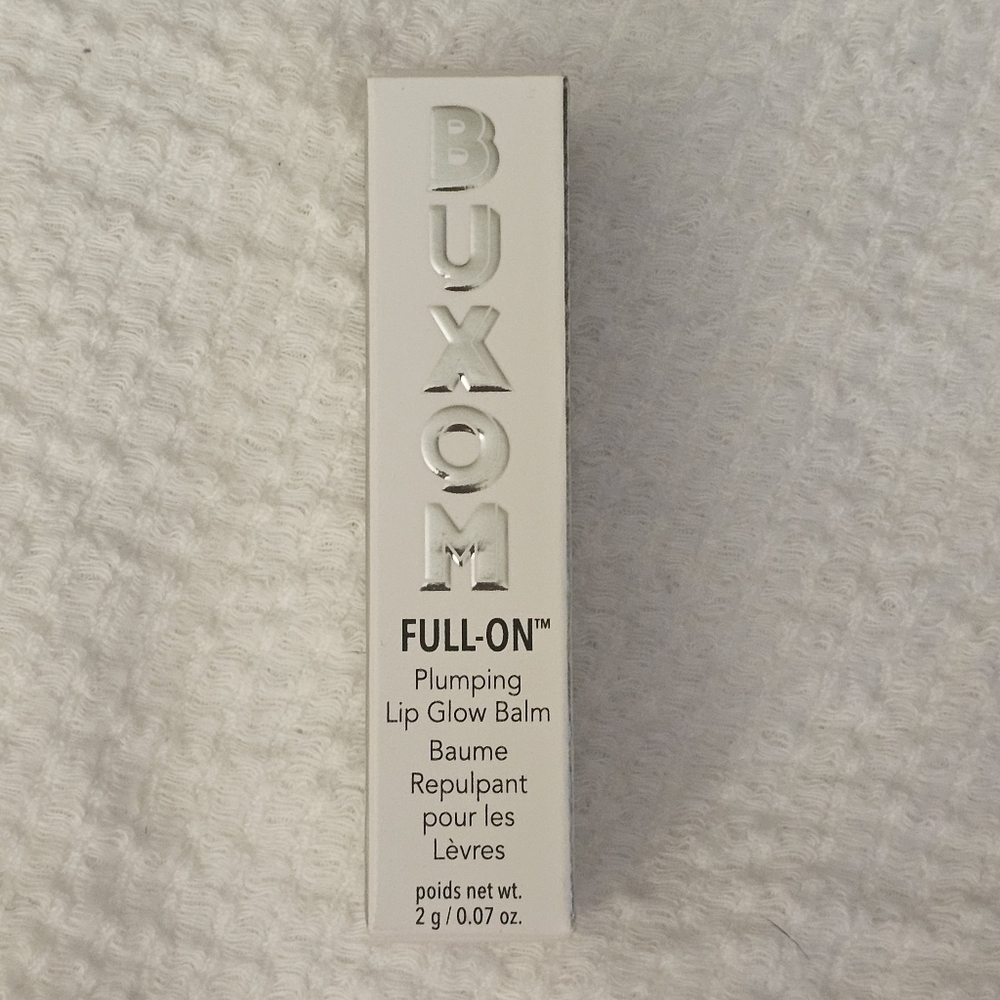 BUXOM
FULL-ON™
Plumping
Lip Glow Balm
Baume
Repulpant
pour les
Lèvres
poids net wt.
2 g / 0.07 oz.